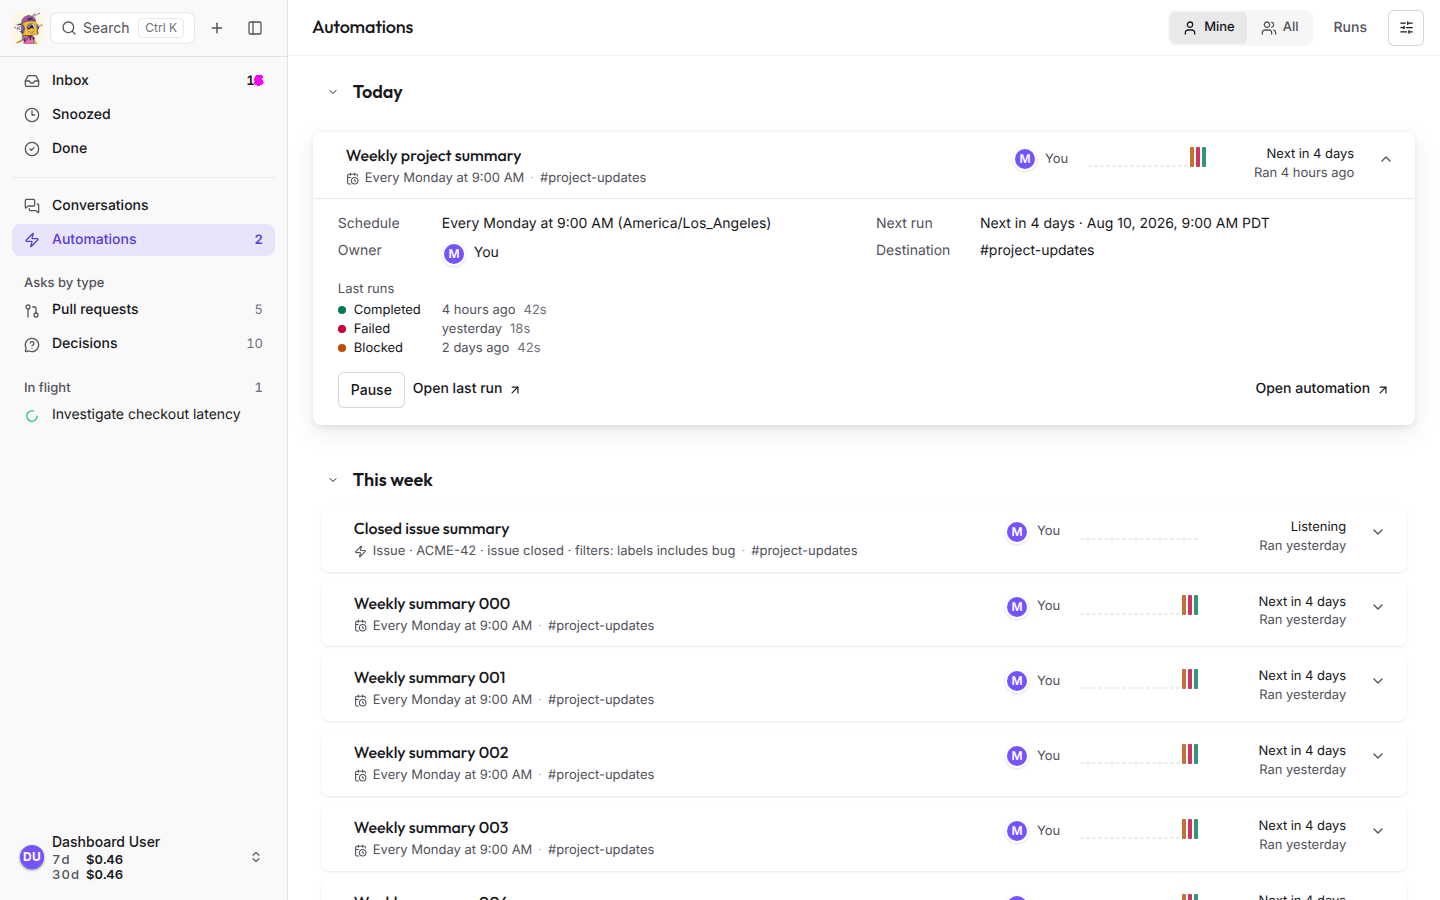 Search Ctrl K
Inbox
Snoozed
Done
Conversations
Automations 2
Asks by type
Pull requests 5
Decisions 10
In flight 1
Investigate checkout latency
DU Dashboard User
7d $0.46
30d $0.46
Automations
Mine All Runs
Today
Weekly project summary
Every Monday at 9:00 AM · #project-updates
M You
Next in 4 days
Ran 4 hours ago
Schedule Every Monday at 9:00 AM (America/Los_Angeles)
Next run Next in 4 days · Aug 10, 2026, 9:00 AM PDT
Owner M You
Destination #project-updates
Last runs
Completed 4 hours ago 42s
Failed yesterday 18s
Blocked 2 days ago 42s
Pause Open last run
Open automation
This week
Closed issue summary
Issue · ACME-42 · issue closed · filters: labels includes bug · #project-updates
M You
Listening
Ran yesterday
Weekly summary 000
Every Monday at 9:00 AM · #project-updates
M You
Next in 4 days
Ran yesterday
Weekly summary 001
Every Monday at 9:00 AM · #project-updates
M You
Next in 4 days
Ran yesterday
Weekly summary 002
Every Monday at 9:00 AM · #project-updates
M You
Next in 4 days
Ran yesterday
Weekly summary 003
Every Monday at 9:00 AM · #project-updates
M You
Next in 4 days
Ran yesterday